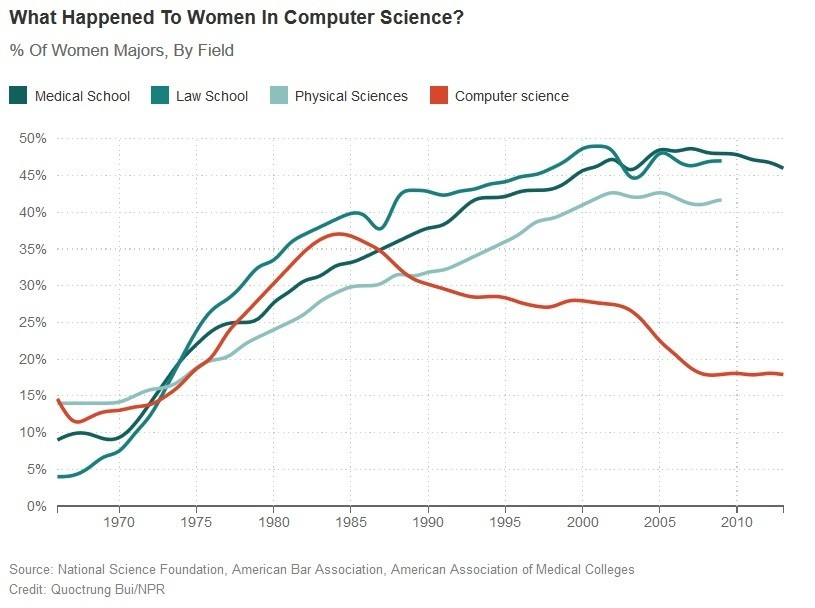 What Happened To Women In Computer Science?
% Of Women Majors, By Field
Medical School Law School Physical Sciences Computer science
50%
45%
40%
35%
30%
25%
20%
15%
10%
5%
0%
1970 1975 1980 1985 1990 1995 2000 2005 2010
Source: National Science Foundation, American Bar Association, American Association of Medical Colleges
Credit: Quoctrung Bui/NPR